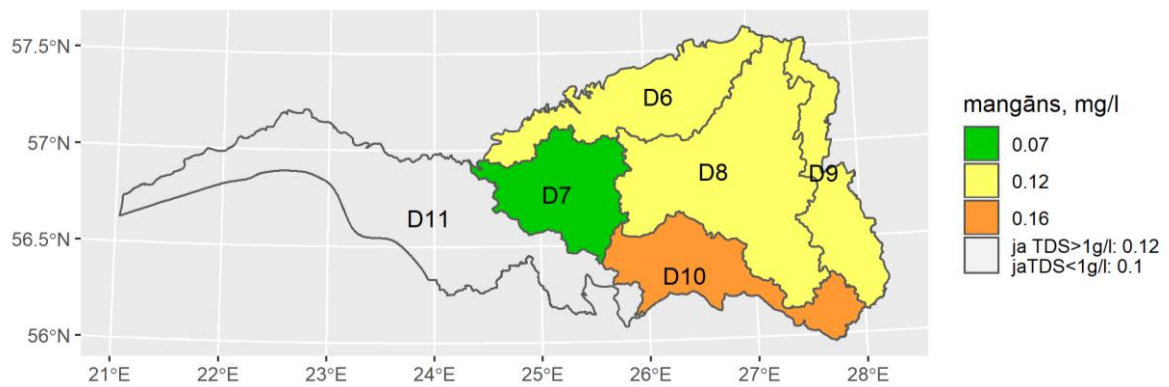 57.5°N
57°N
56.5°N
56°N
21°E
22°E
23°E
24°E
25°E
26°E
27°E
28°E
D6
D7
D8
D9
D10
D11
mangāns, mg/l
0.07
0.12
0.16
ja TDS>1g/l: 0.12
jaTDS<1g/l: 0.1